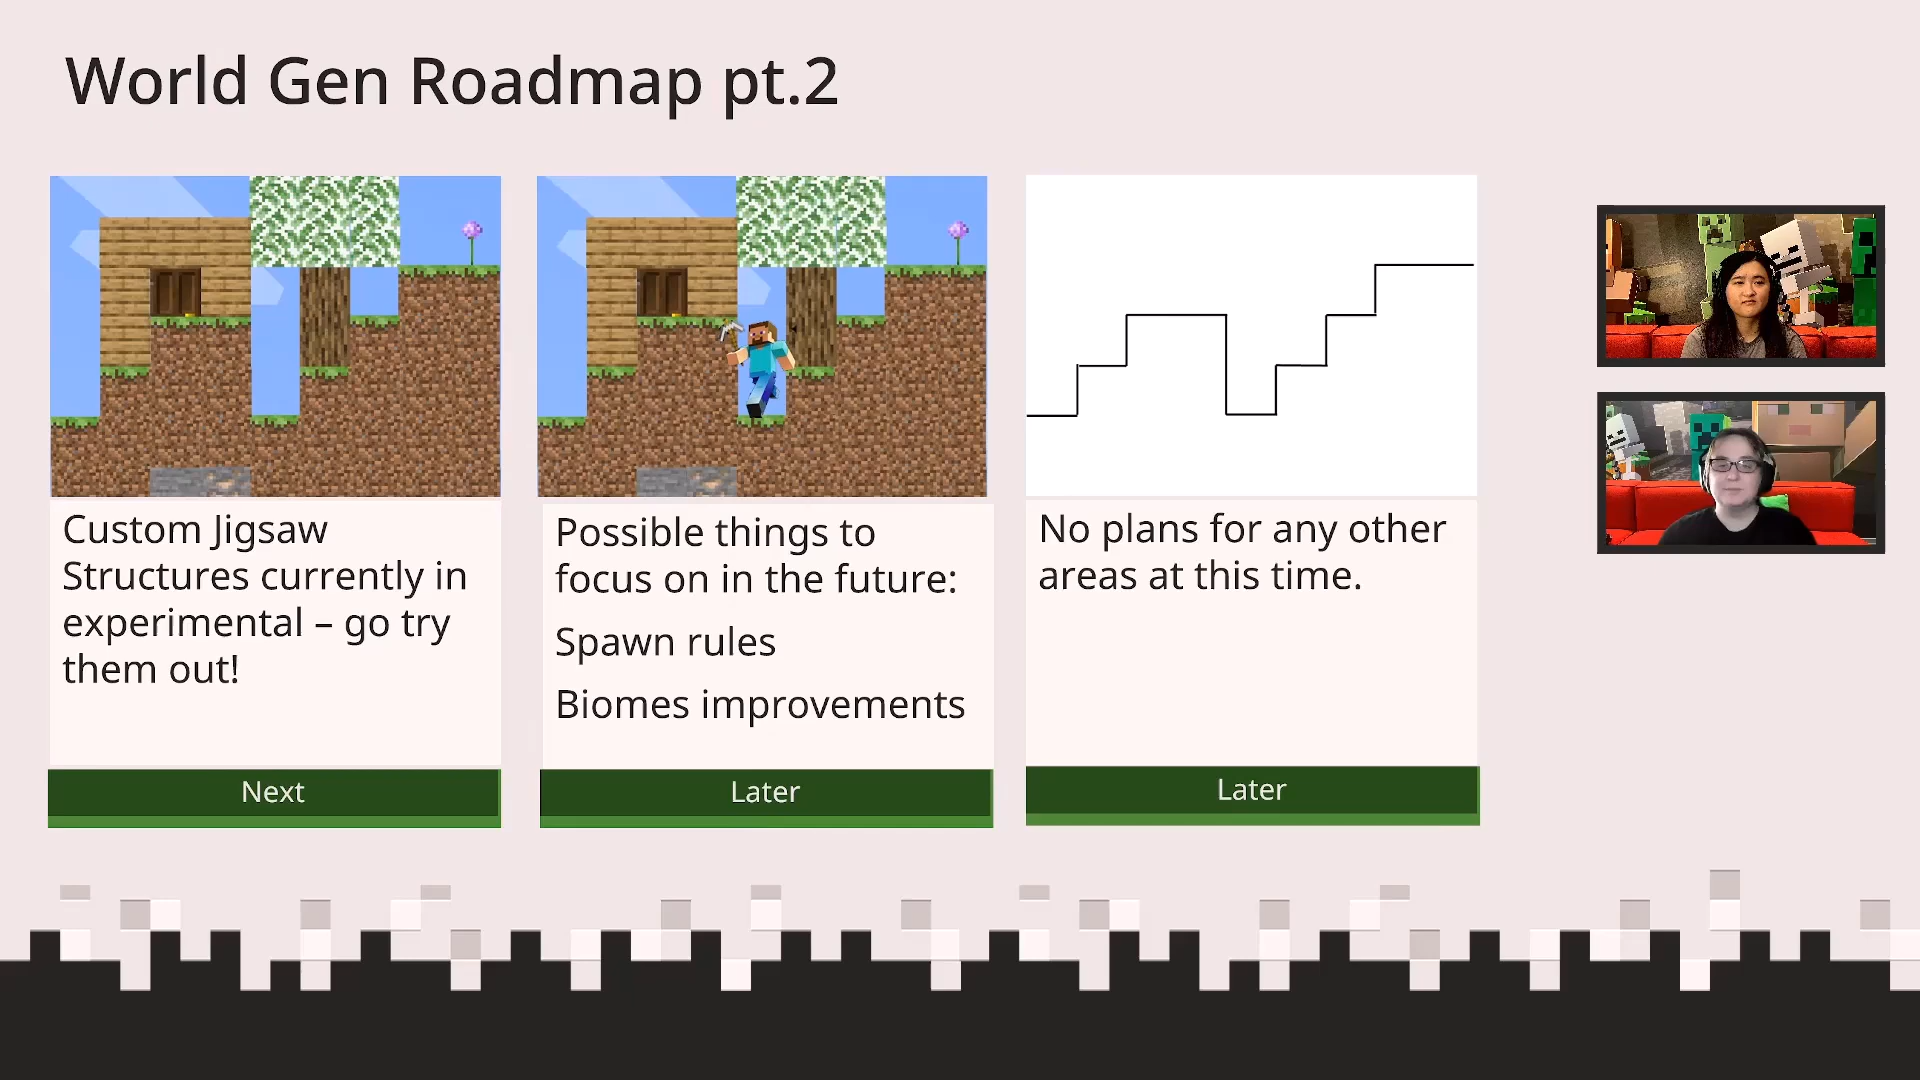 World Gen Roadmap pt.2
Custom Jigsaw
Structures currently in
experimental – go try
them out!
Next
Possible things to
focus on in the future:
Spawn rules
Biomes improvements
Later
No plans for any other
areas at this time.
Later